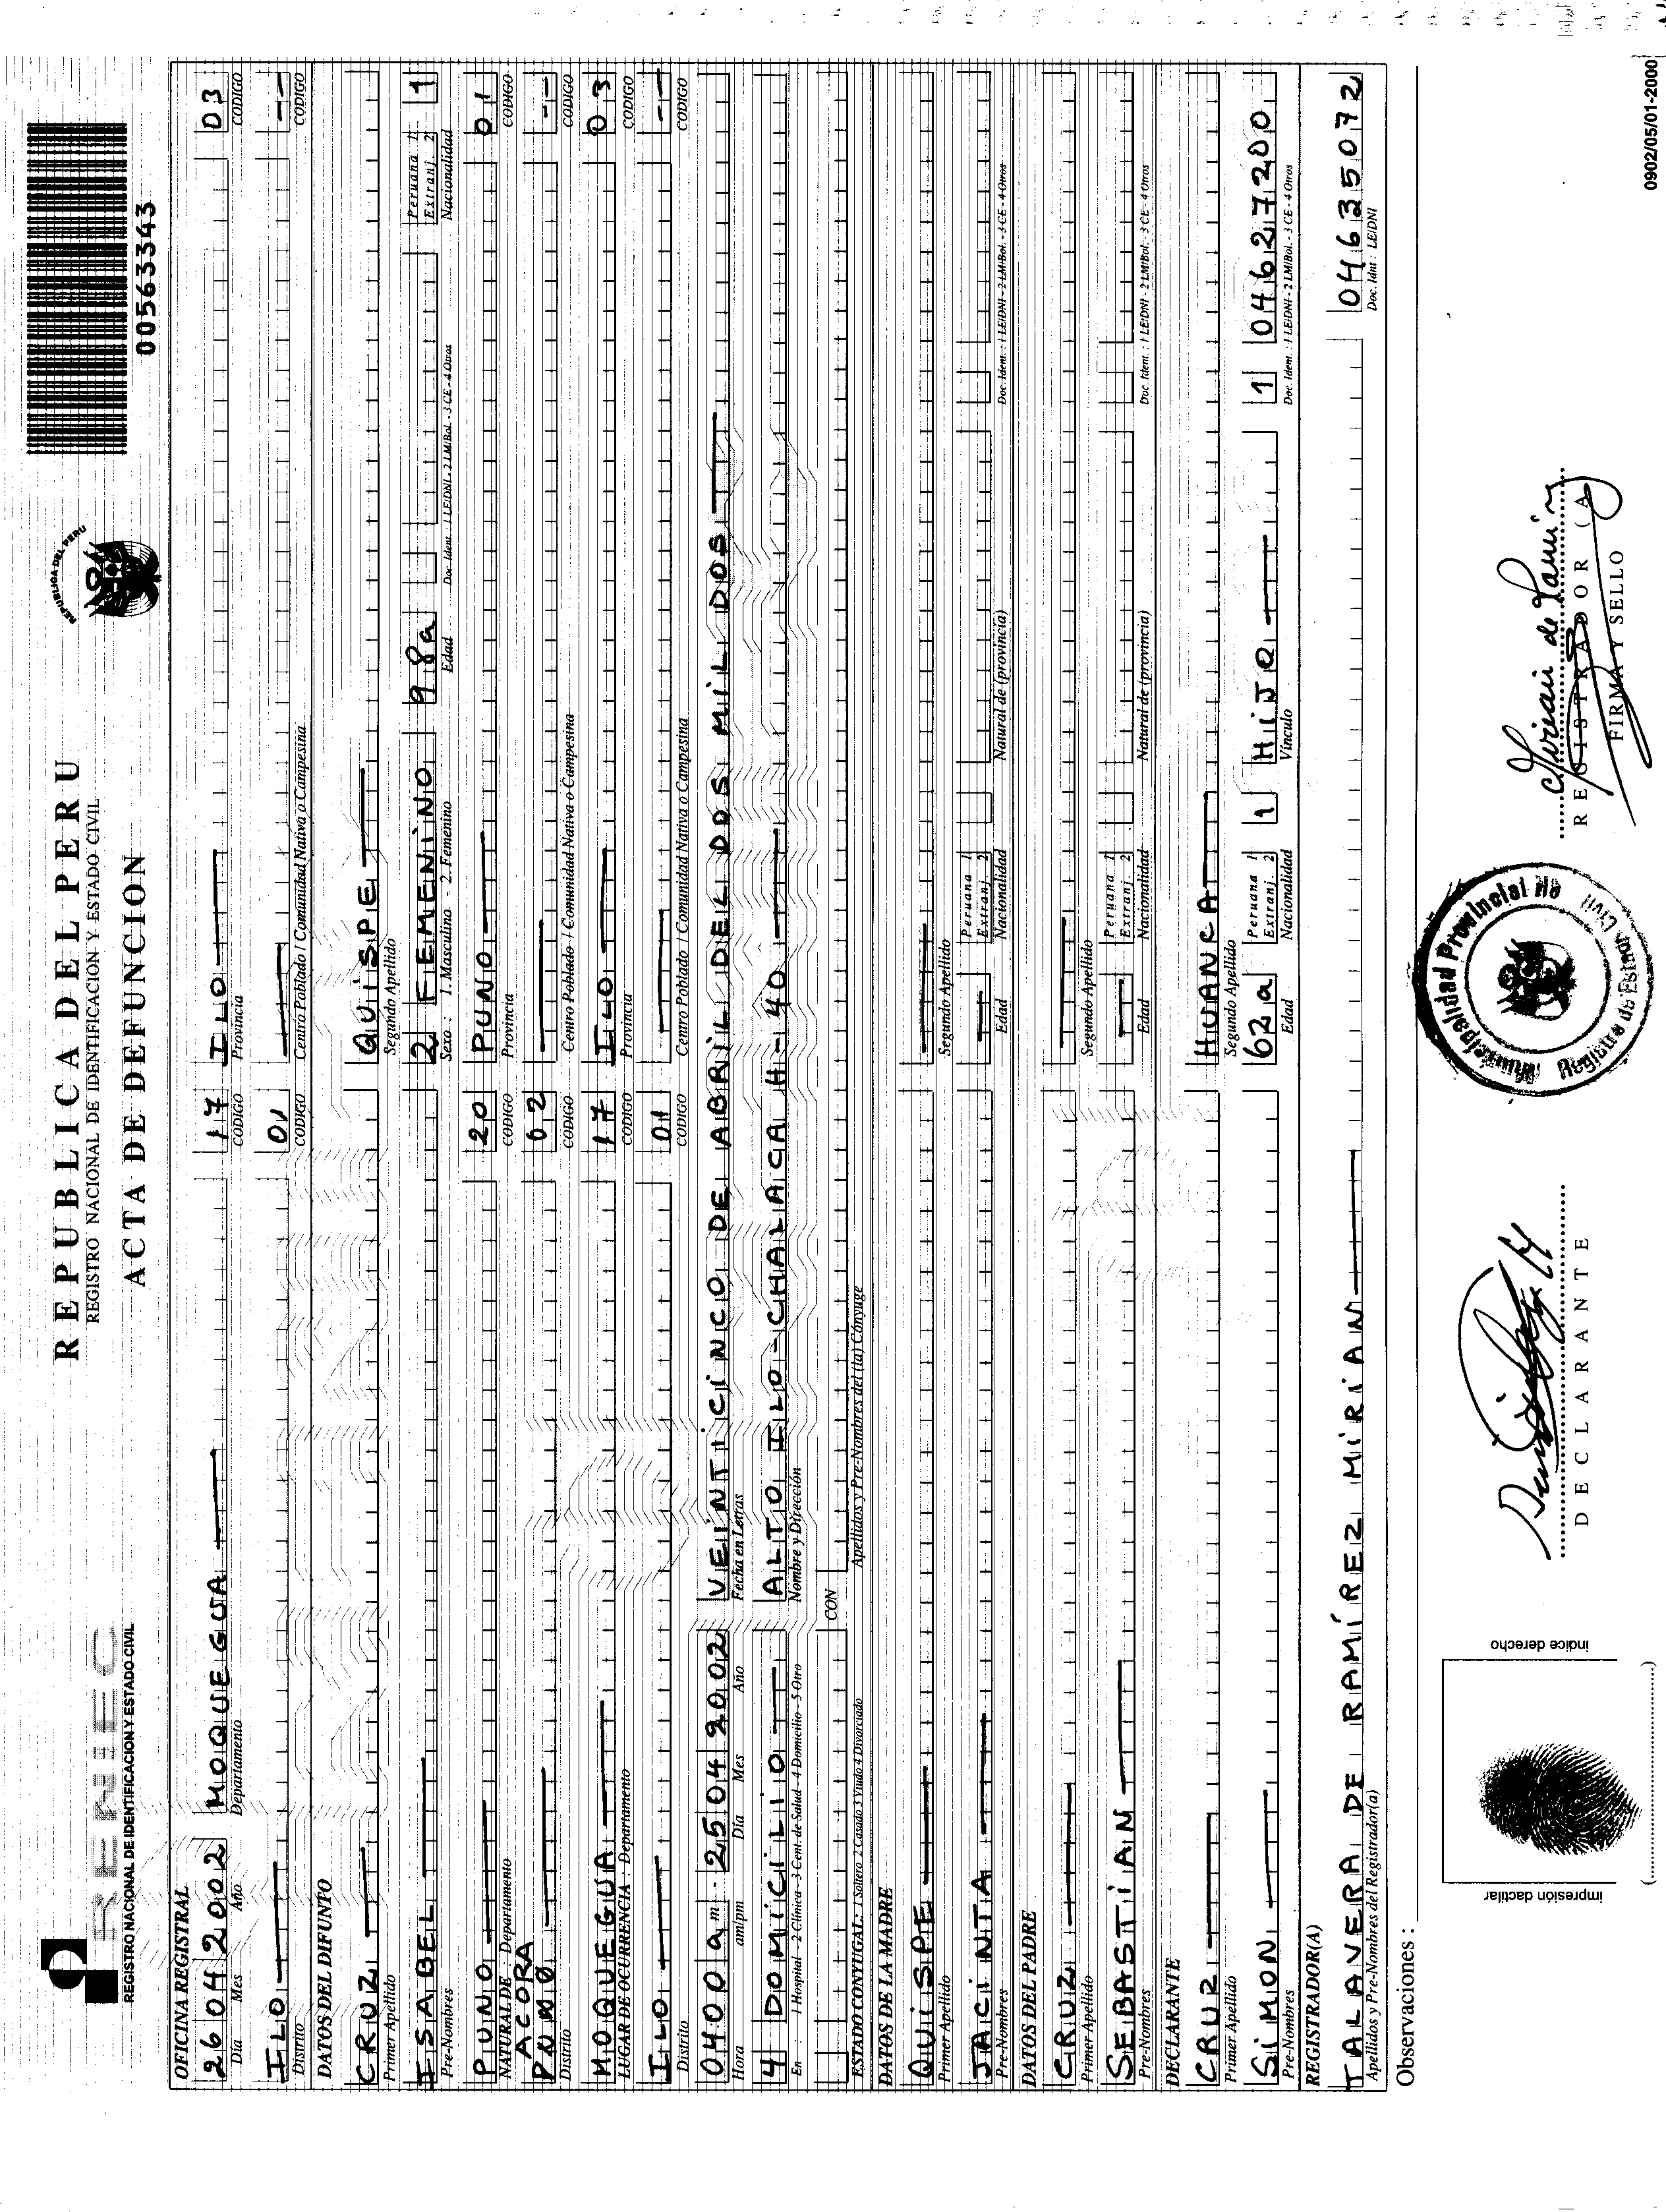 RENIEC
REGISTRO NACIONAL DE IDENTIFICACION Y ESTADO CIVIL
REPUBLICA DEL PERU
REGISTRO NACIONAL DE IDENTIFICACION Y ESTADO CIVIL
ACTA DE DEFUNCION
REPUBLICA DEL PERU
00563343
OFICINA REGISTRAL
26 04 2002 MOQUEGUA 17 ILO 03
Día Mes Año Departamento CODIGO Provincia CODIGO
ILO 01 --
Distrito CODIGO Centro Poblado / Comunidad Nativa o Campesina CODIGO
DATOS DEL DIFUNTO
CRUZ QUISPE
Primer Apellido Segundo Apellido
ISABEL 2 FEMENINO 98a Peruana 1 Extranj. 2 1
Pre-Nombres Sexo : 1. Masculino 2. Femenino Edad Doc. Iden. 1 LE/DNI - 2 LM/Bol. - 3 CE - 4 Otros Nacionalidad
PUNO 20 PUNO 01
NATURAL DE Departamento CODIGO Provincia CODIGO
ACORA
PUNO 02 --
Distrito CODIGO Centro Poblado / Comunidad Nativa o Campesina CODIGO
MOQUEGUA 17 ILO 03
LUGAR DE OCURRENCIA : Departamento CODIGO Provincia CODIGO
ILO 01 --
Distrito CODIGO Centro Poblado / Comunidad Nativa o Campesina CODIGO
0400 am 25 04 2002 VEINTICINCO DE ABRIL DEL DOS MIL DOS
Hora am/pm Día Mes Año Fecha en Letras
4 DOMICILIO ALTO ILO-CHALACA H-40
En : 1 Hospital - 2 Clínica - 3 Cent. de Salud - 4 Domicilio - 5 Otro Nombre y Dirección
CON
ESTADO CONYUGAL: 1 Soltero 2 Casado 3 Viudo 4 Divorciado Apellidos y Pre-Nombres del (la) Cónyuge
DATOS DE LA MADRE
QUISPE
Primer Apellido Segundo Apellido
JACINTA Peruana 1 Extranj. 2
Pre-Nombres Edad Nacionalidad Natural de (provincia) Doc. Iden. : 1 LE/DNI - 2 LM/Bol. - 3 CE - 4 Otros
DATOS DEL PADRE
CRUZ
Primer Apellido Segundo Apellido
SEBASTIAN Peruana 1 Extranj. 2
Pre-Nombres Edad Nacionalidad Natural de (provincia) Doc. Iden. : 1 LE/DNI - 2 LM/Bol. - 3 CE - 4 Otros
DECLARANTE
CRUZ HUANCA
Primer Apellido Segundo Apellido
SIMON 62a Peruana 1 Extranj. 2 1 HIJO 1 04627200
Pre-Nombres Edad Nacionalidad Vínculo Doc. Iden. : 1 LE/DNI - 2 LM/Bol. - 3 CE - 4 Otros
REGISTRADOR(A)
TALAVERA DE RAMÍREZ MIRIAN 04635072
Apellidos y Pre-Nombres del Registrador(a) Doc. Idnt : LE/DNI
Observaciones :
impresión dactilar
indice derecho
(....................)
DECLARANTE
Municipalidad Provincial
Registro de Estado Civil
REGISTRADOR (A
FIRMA Y SELLO
0902/05/01-2000